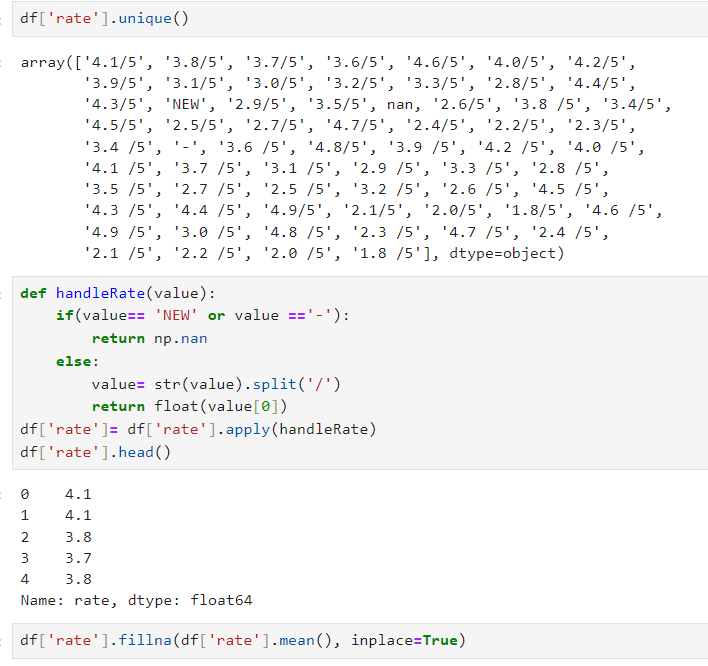 df['rate'].unique()
array(['4.1/5', '3.8/5', '3.7/5', '3.6/5', '4.6/5', '4.0/5', '4.2/5',
'3.9/5', '3.1/5', '3.0/5', '3.2/5', '3.3/5', '2.8/5', '4.4/5',
'4.3/5', 'NEW', '2.9/5', '3.5/5', nan, '2.6/5', '3.8 /5', '3.4/5',
'4.5/5', '2.5/5', '2.7/5', '4.7/5', '2.4/5', '2.2/5', '2.3/5',
'3.4 /5', '-', '3.6 /5', '4.8/5', '3.9 /5', '4.2 /5', '4.0 /5',
'4.1 /5', '3.7 /5', '3.1 /5', '2.9 /5', '3.3 /5', '2.8 /5',
'3.5 /5', '2.7 /5', '2.5 /5', '3.2 /5', '2.6 /5', '4.5 /5',
'4.3 /5', '4.4 /5', '4.9/5', '2.1/5', '2.0/5', '1.8/5', '4.6 /5',
'4.9 /5', '3.0 /5', '4.8 /5', '2.3 /5', '4.7 /5', '2.4 /5',
'2.1 /5', '2.2 /5', '2.0 /5', '1.8 /5'], dtype=object)
def handleRate(value):
if(value== 'NEW' or value =='-'):
return np.nan
else:
value= str(value).split('/')
return float(value[0])
df['rate']= df['rate'].apply(handleRate)
df['rate'].head()
0 4.1
1 4.1
2 3.8
3 3.7
4 3.8
Name: rate, dtype: float64
df['rate'].fillna(df['rate'].mean(), inplace=True)